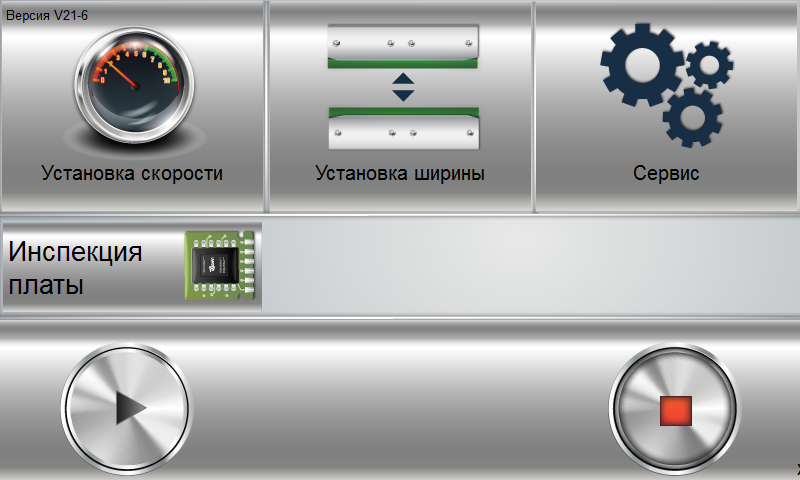 Версия V21-6
Установка скорости
Установка ширины
Сервис
Инспекция
платы